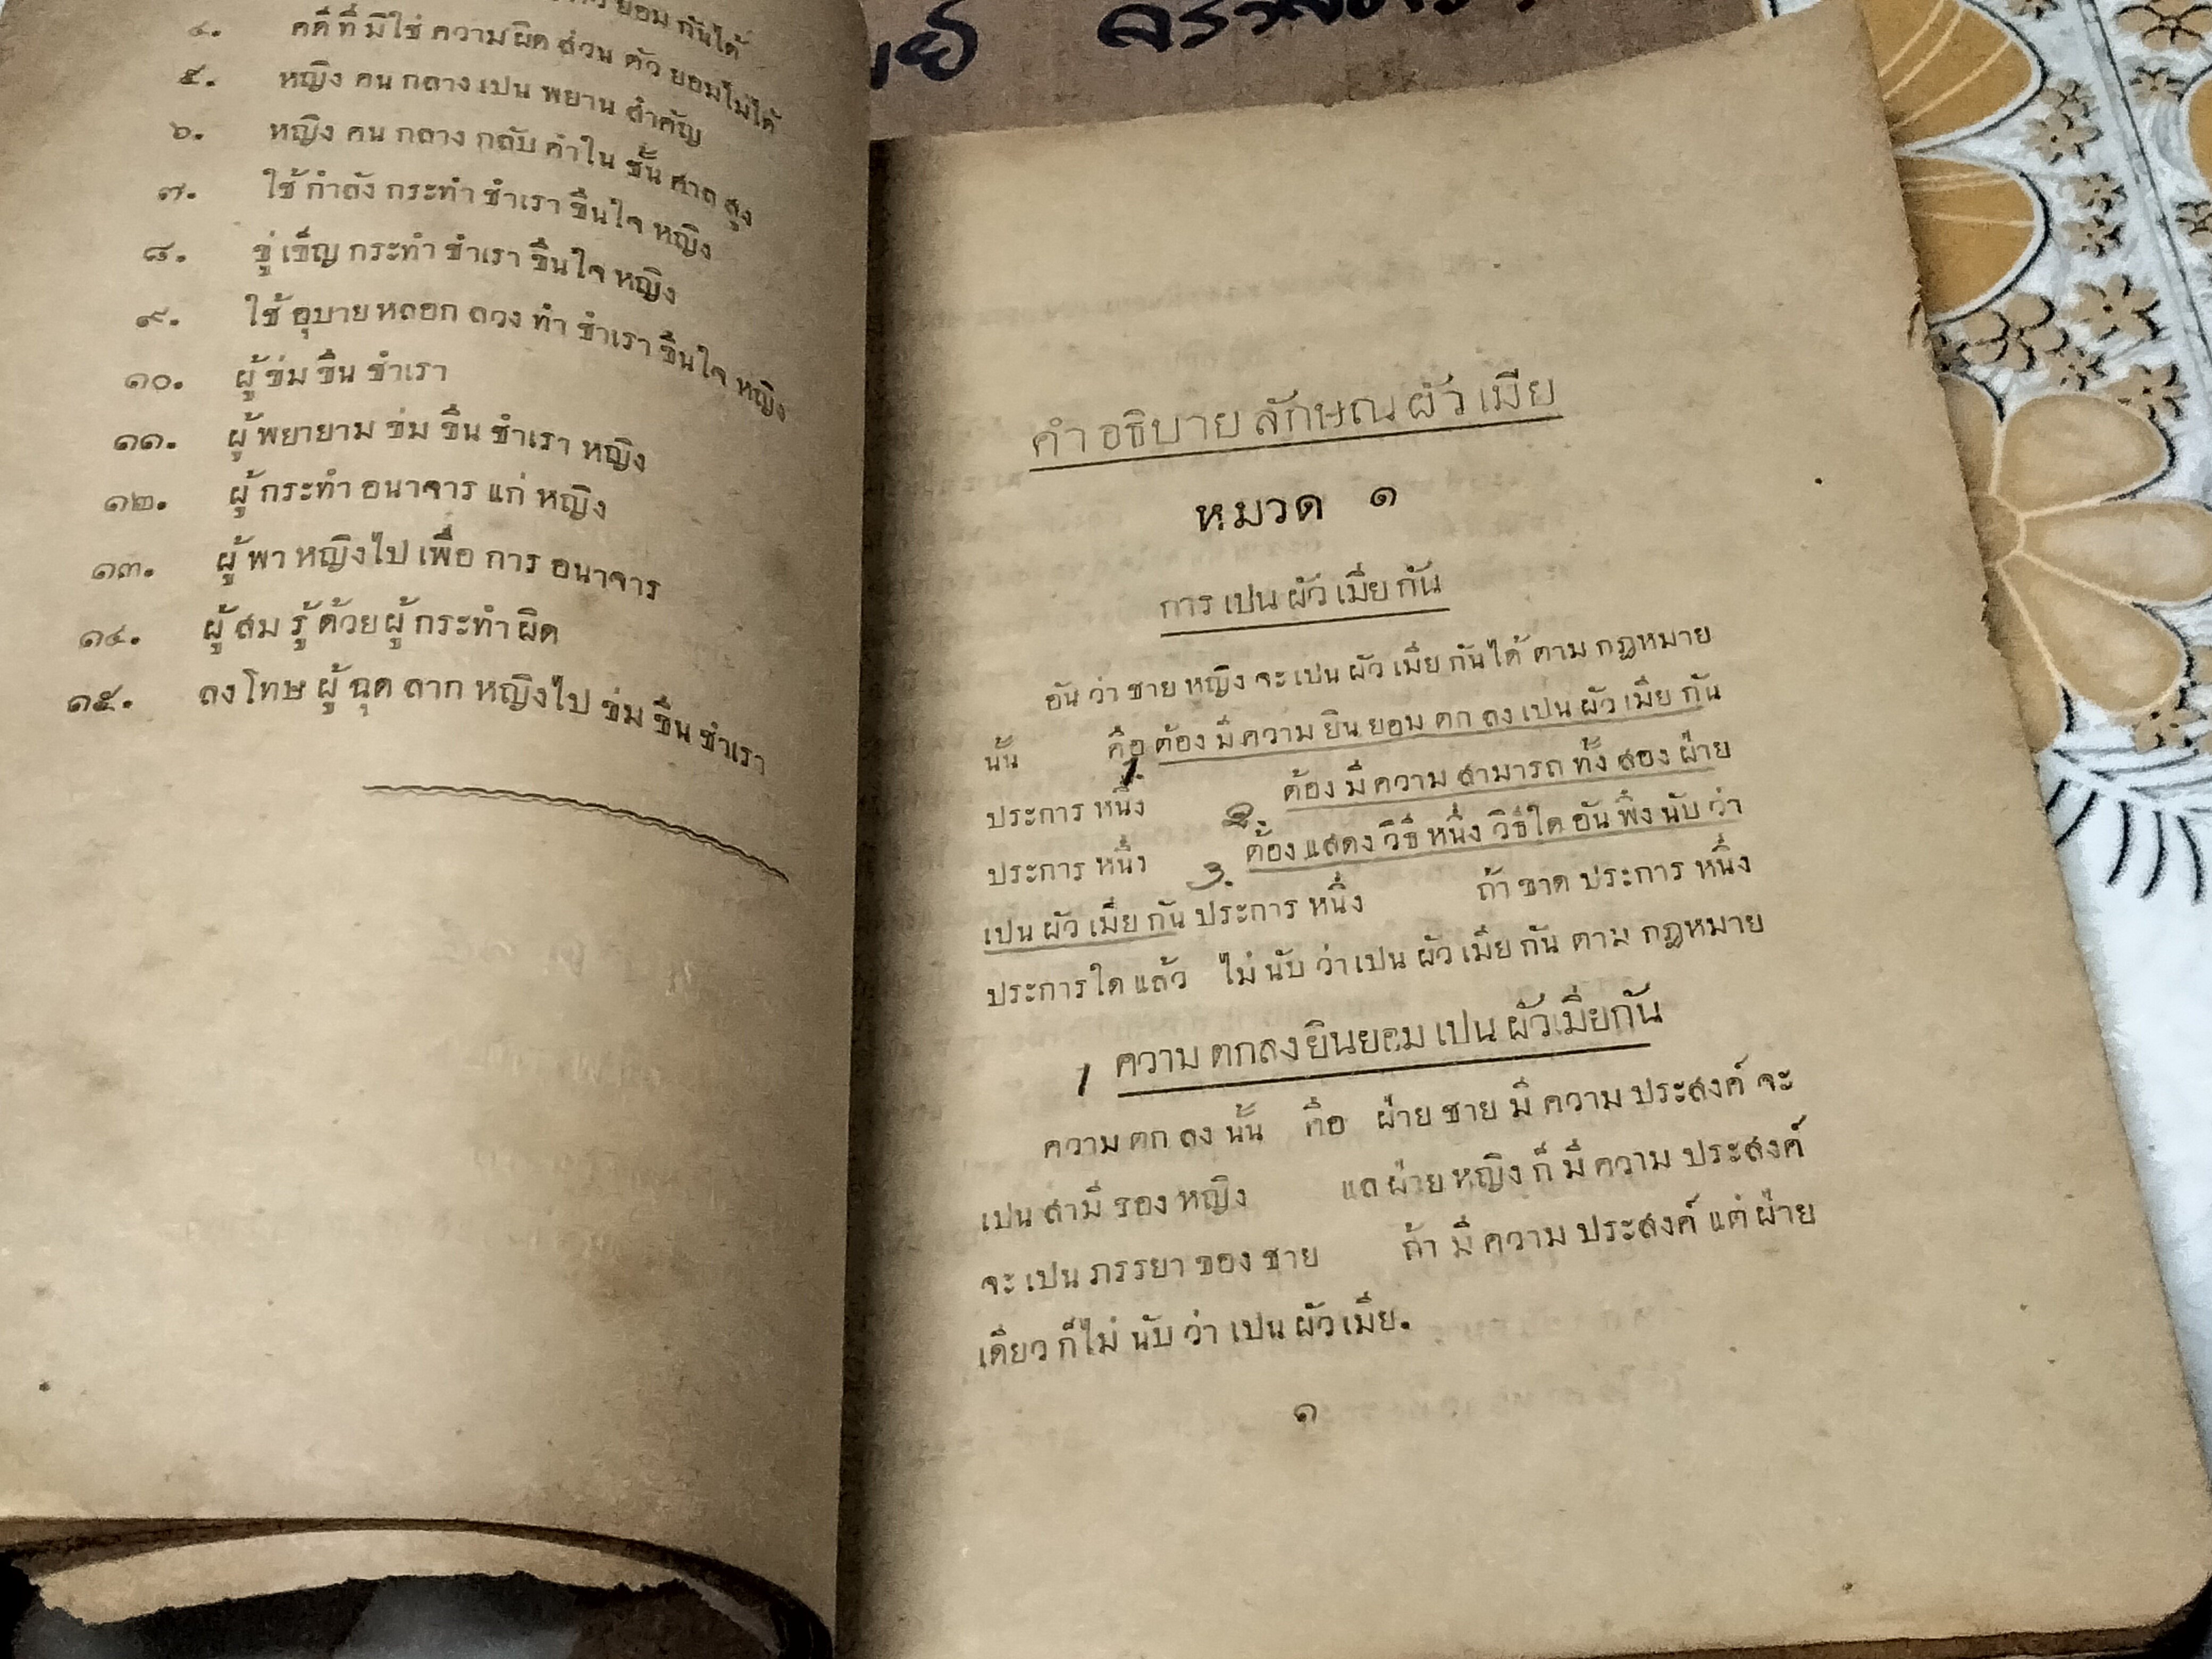 ยอมกันได้
๔. คดีที่มิใช่ความผิดส่วนตัวยอมไม่ได้
๕. หญิงคนกลางเปนพยานสำคัญ
๖. หญิงคนกลางกลับคำในชั้นศาลสูง
๗. ใช้กำลังกระทำชำเราขืนใจหญิง
๘. ขู่เข็ญกระทำชำเราขืนใจหญิง
๙. ใช้อุบายหลอกลวงทำชำเราขืนใจหญิง
๑๐. ผู้ข่มขืนชำเรา
๑๑. ผู้พยายามข่มขืนชำเราหญิง
๑๒. ผู้กระทำอนาจารแก่หญิง
๑๓. ผู้พาหญิงไปเพื่อการอนาจาร
๑๔. ผู้สมรู้ด้วยผู้กระทำผิด
๑๕. ลงโทษผู้ฉุดลากหญิงไปข่มขืนชำเรา
คำอธิบายลักษณผัวเมีย
หมวด ๑
การเปนผัวเมียกัน
อันว่าชายหญิงจะเปนผัวเมียกันได้ตามกฎหมาย
นั้น คือต้องมีความยินยอมตกลงเปนผัวเมียกัน
1.
ประการหนึ่ง 2. ต้องมีความสามารถทั้งสองฝ่าย
ประการหนึ่ง 3. ต้องแสดงวิธีหนึ่งวิธีใดอันพึงนับว่า
เปนผัวเมียกันประการหนึ่ง ถ้าขาดประการหนึ่ง
ประการใดแล้ว ไม่นับว่าเปนผัวเมียกันตามกฎหมาย
1 ความตกลงยินยอมเปนผัวเมียกัน
ความตกลงนั้น คือ ฝ่ายชายมีความประสงค์จะ
เปนสามีของหญิง แลฝ่ายหญิงก็มีความประสงค์
จะเปนภรรยาของชาย ถ้ามีความประสงค์แต่ฝ่าย
เดียวก็ไม่นับว่าเปนผัวเมีย.
๑